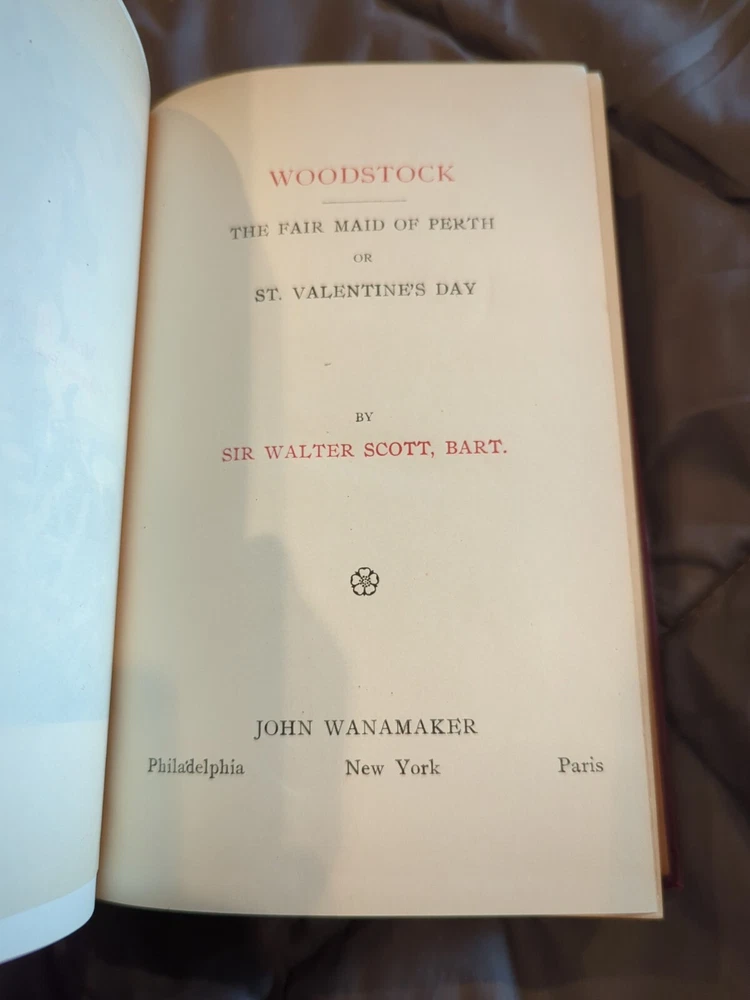 WOODSTOCK
THE FAIR MAID OF PERTH
OR
ST. VALENTINE'S DAY
BY
SIR WALTER SCOTT, BART.
JOHN WANAMAKER
Philadelphia New York Paris